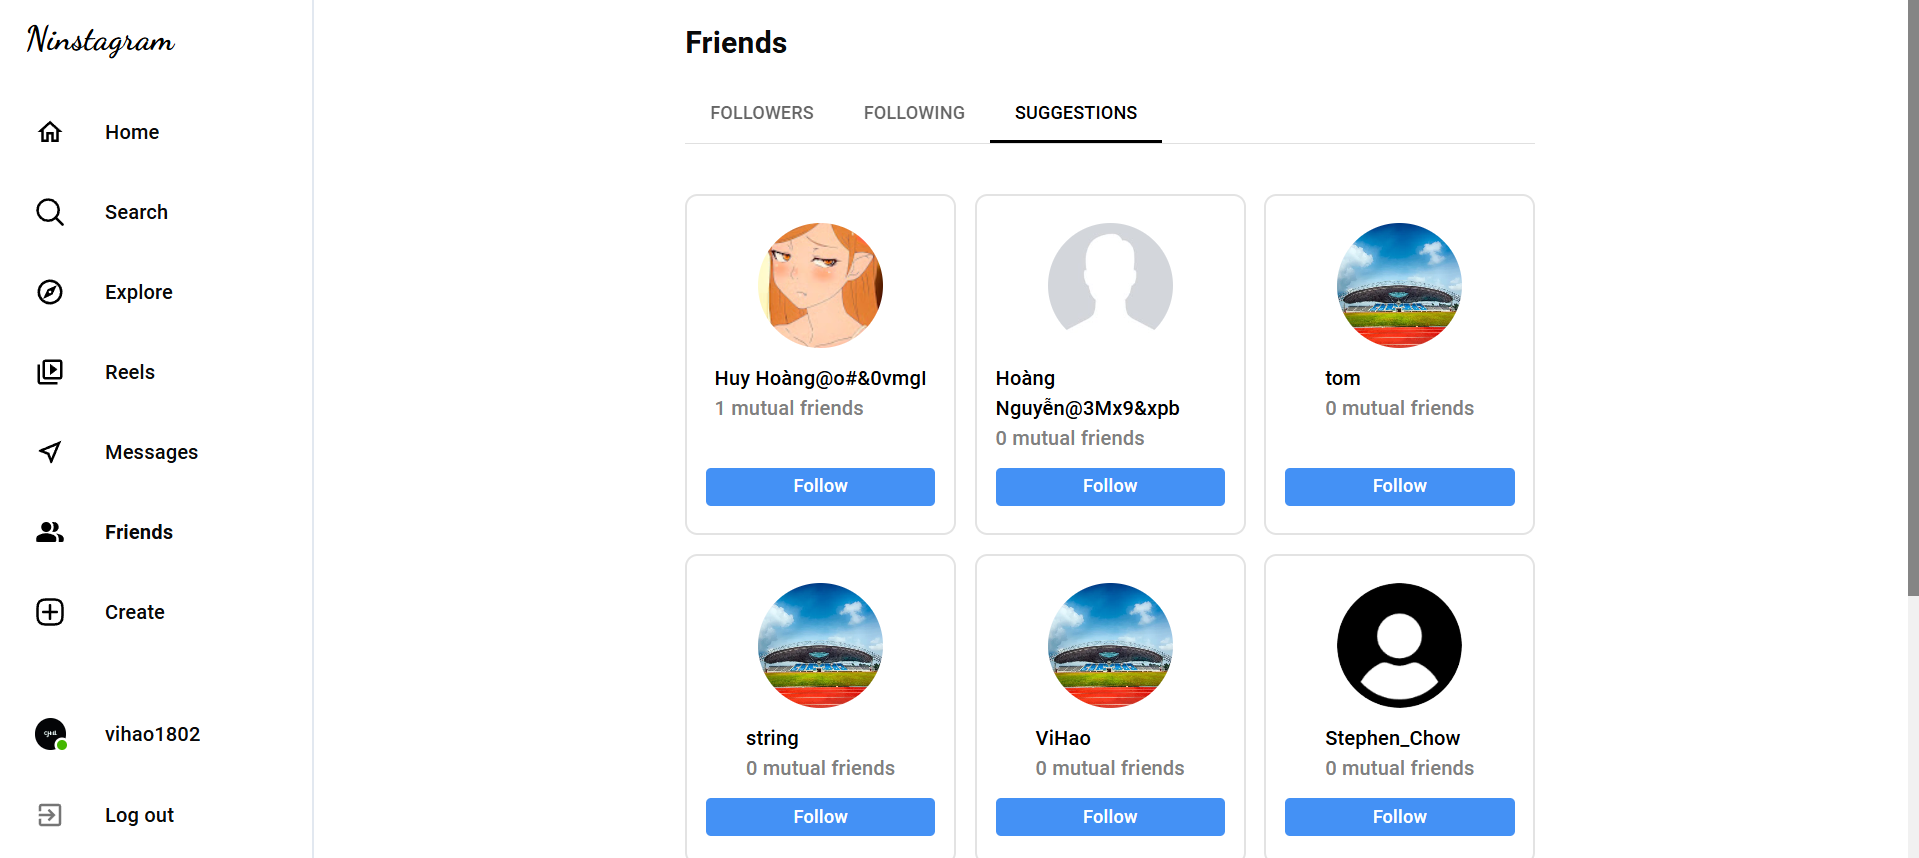 Ninstagram
Home
Search
Explore
Reels
Messages
Friends
Create
vihao1802
Log out
Friends
FOLLOWERS FOLLOWING SUGGESTIONS
Huy Hoàng@o#&0vmgI
1 mutual friends
Follow
Hoàng
Nguyễn@3Mx9&xpb
0 mutual friends
Follow
tom
0 mutual friends
Follow
string
0 mutual friends
Follow
ViHao
0 mutual friends
Follow
Stephen_Chow
0 mutual friends
Follow